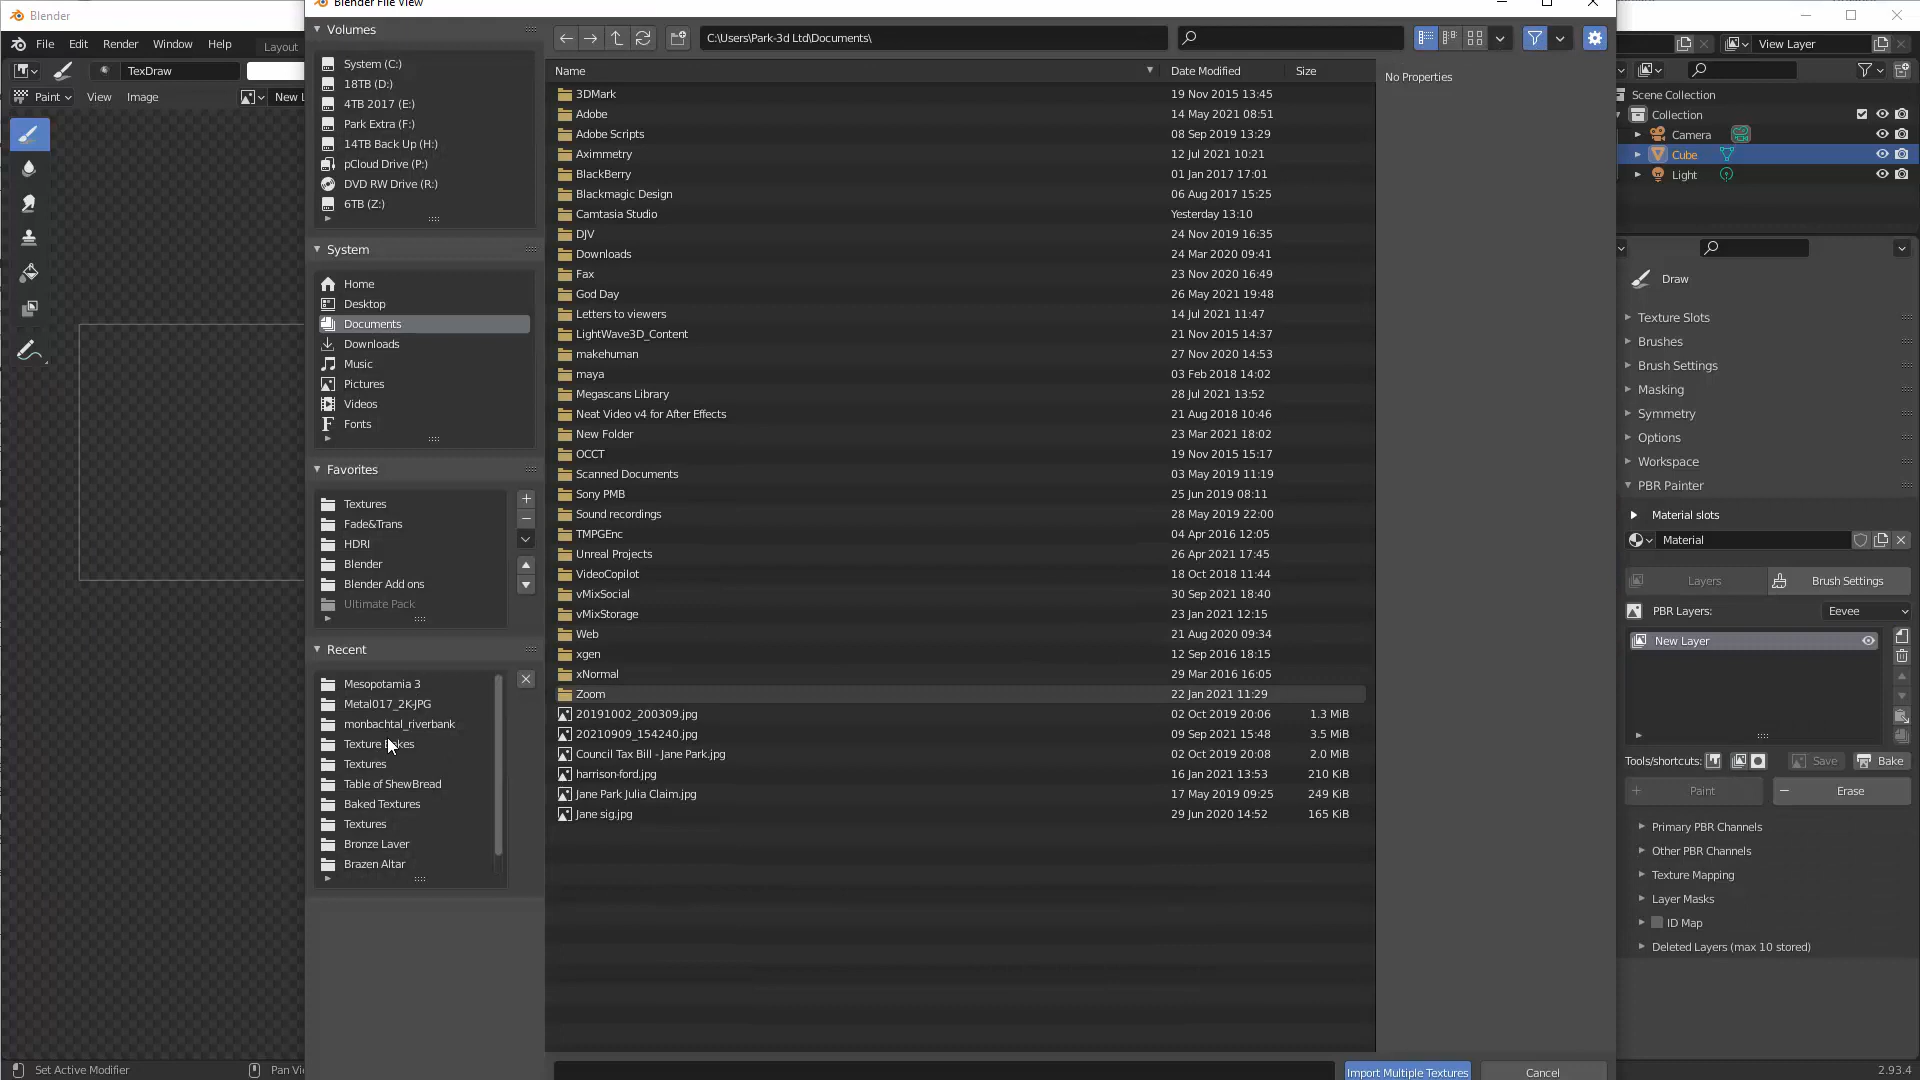 Blender
File Edit Render Window Help Layout
TexDraw
Paint View Image New L
Blender File View
Volumes
System (C:)
18TB (D:)
4TB 2017 (E:)
Park Extra (F:)
14TB Back Up (H:)
pCloud Drive (P:)
DVD RW Drive (R:)
6TB (Z:)
System
Home
Desktop
Documents
Downloads
Music
Pictures
Videos
Fonts
Favorites
Textures
Fade&Trans
HDRI
Blender
Blender Add ons
Ultimate Pack
Recent
Mesopotamia 3
Metal017_2K-JPG
monbachtal_riverbank
Texture Bakes
Textures
Table of ShewBread
Baked Textures
Textures
Bronze Laver
Brazen Altar
C:\Users\Park-3d Ltd\Documents\
Name Date Modified Size
3DMark 19 Nov 2015 13:45
Adobe 14 May 2021 08:51
Adobe Scripts 08 Sep 2019 13:29
Aximmetry 12 Jul 2021 10:21
BlackBerry 01 Jan 2017 17:01
Blackmagic Design 06 Aug 2017 15:25
Camtasia Studio Yesterday 13:10
DJV 24 Nov 2019 16:35
Downloads 24 Mar 2020 09:41
Fax 23 Nov 2020 16:49
God Day 26 May 2021 19:48
Letters to viewers 14 Jul 2021 11:47
LightWave3D_Content 21 Nov 2015 14:37
makehuman 27 Nov 2020 14:53
maya 03 Feb 2018 14:02
Megascans Library 28 Jul 2021 13:52
Neat Video v4 for After Effects 21 Aug 2018 10:46
New Folder 23 Mar 2021 18:02
OCCT 19 Nov 2015 15:17
Scanned Documents 03 May 2019 11:19
Sony PMB 25 Jun 2019 08:11
Sound recordings 28 May 2019 22:00
TMPGEnc 04 Apr 2016 12:05
Unreal Projects 26 Apr 2021 17:45
VideoCopilot 18 Oct 2018 11:44
vMixSocial 30 Sep 2021 18:40
vMixStorage 23 Jan 2021 12:15
Web 21 Aug 2020 09:34
xgen 12 Sep 2016 18:15
xNormal 29 Mar 2016 16:05
Zoom 22 Jan 2021 11:29
20191002_200309.jpg 02 Oct 2019 20:06 1.3 MiB
20210909_154240.jpg 09 Sep 2021 15:48 3.5 MiB
Council Tax Bill - Jane Park.jpg 02 Oct 2019 20:08 2.0 MiB
harrison-ford.jpg 16 Jan 2021 13:53 210 KiB
Jane Park Julia Claim.jpg 17 May 2019 09:25 249 KiB
Jane sig.jpg 29 Jun 2020 14:52 165 KiB
No Properties
Import Multiple Textures Cancel
View Layer
Scene Collection
Collection
Camera
Cube
Light
Draw
Texture Slots
Brushes
Brush Settings
Masking
Symmetry
Options
Workspace
PBR Painter
Material slots
Material
Layers Brush Settings
PBR Layers: Eevee
New Layer
Tools/shortcuts: Save Bake
Paint Erase
Primary PBR Channels
Other PBR Channels
Texture Mapping
Layer Masks
ID Map
Deleted Layers (max 10 stored)
Set Active Modifier Pan Vi
2.93.4